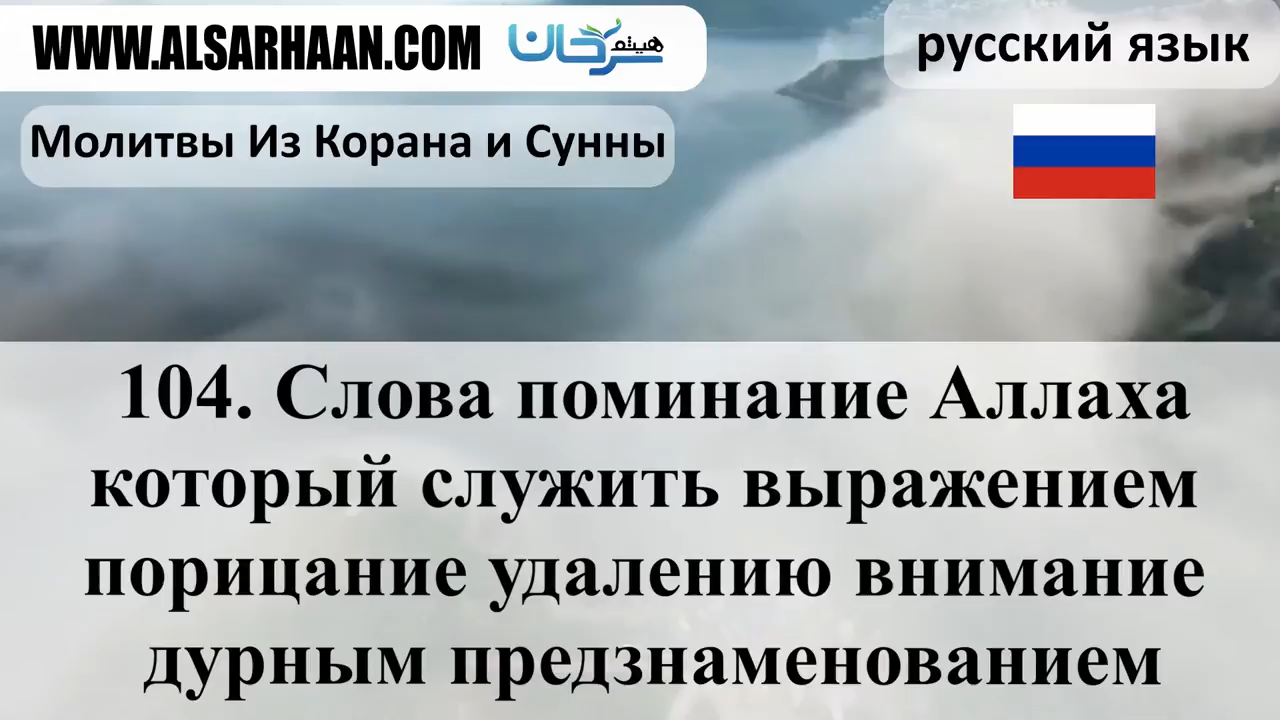 WWW.ALSARHAAN.COM
هيثم سرحان
русский язык
Молитвы Из Корана и Сунны
104. Слова поминание Аллаха
который служить выражением
порицание удалению внимание
дурным предзнаменованием